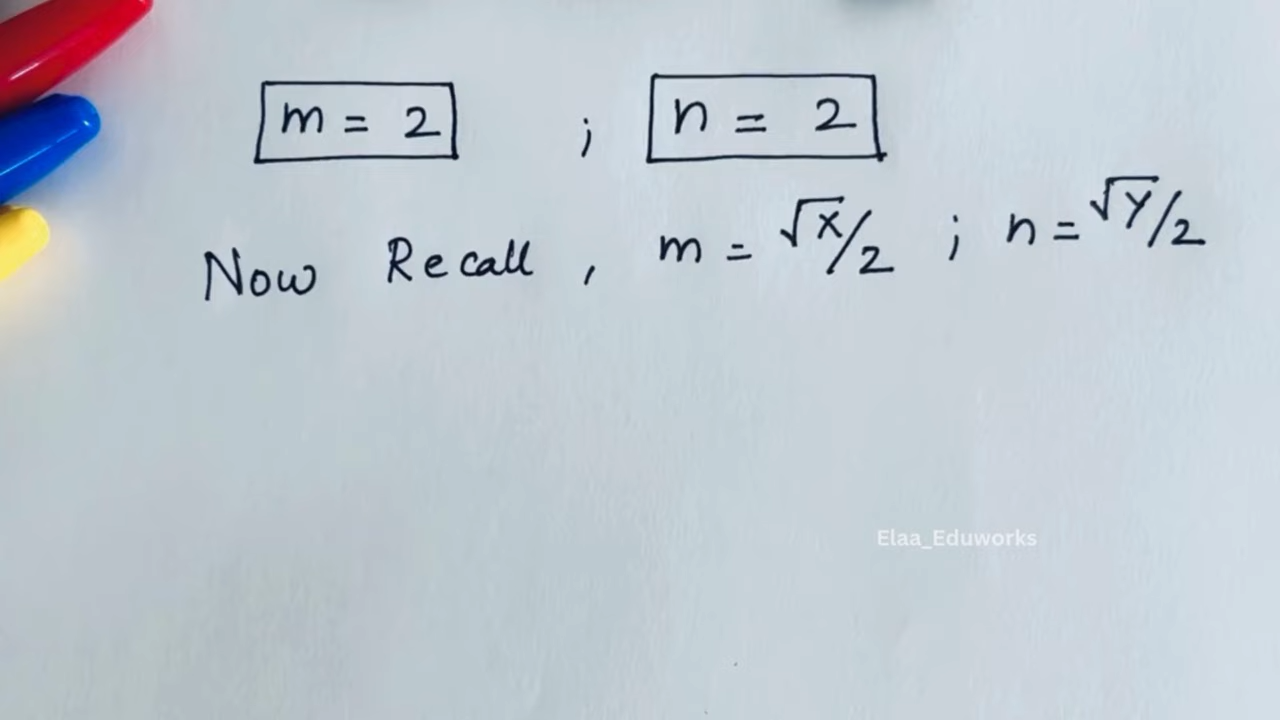 m = 2 ; n = 2
Now Recall , m = √x/2 ; n = √y/2
Elaa_Eduworks